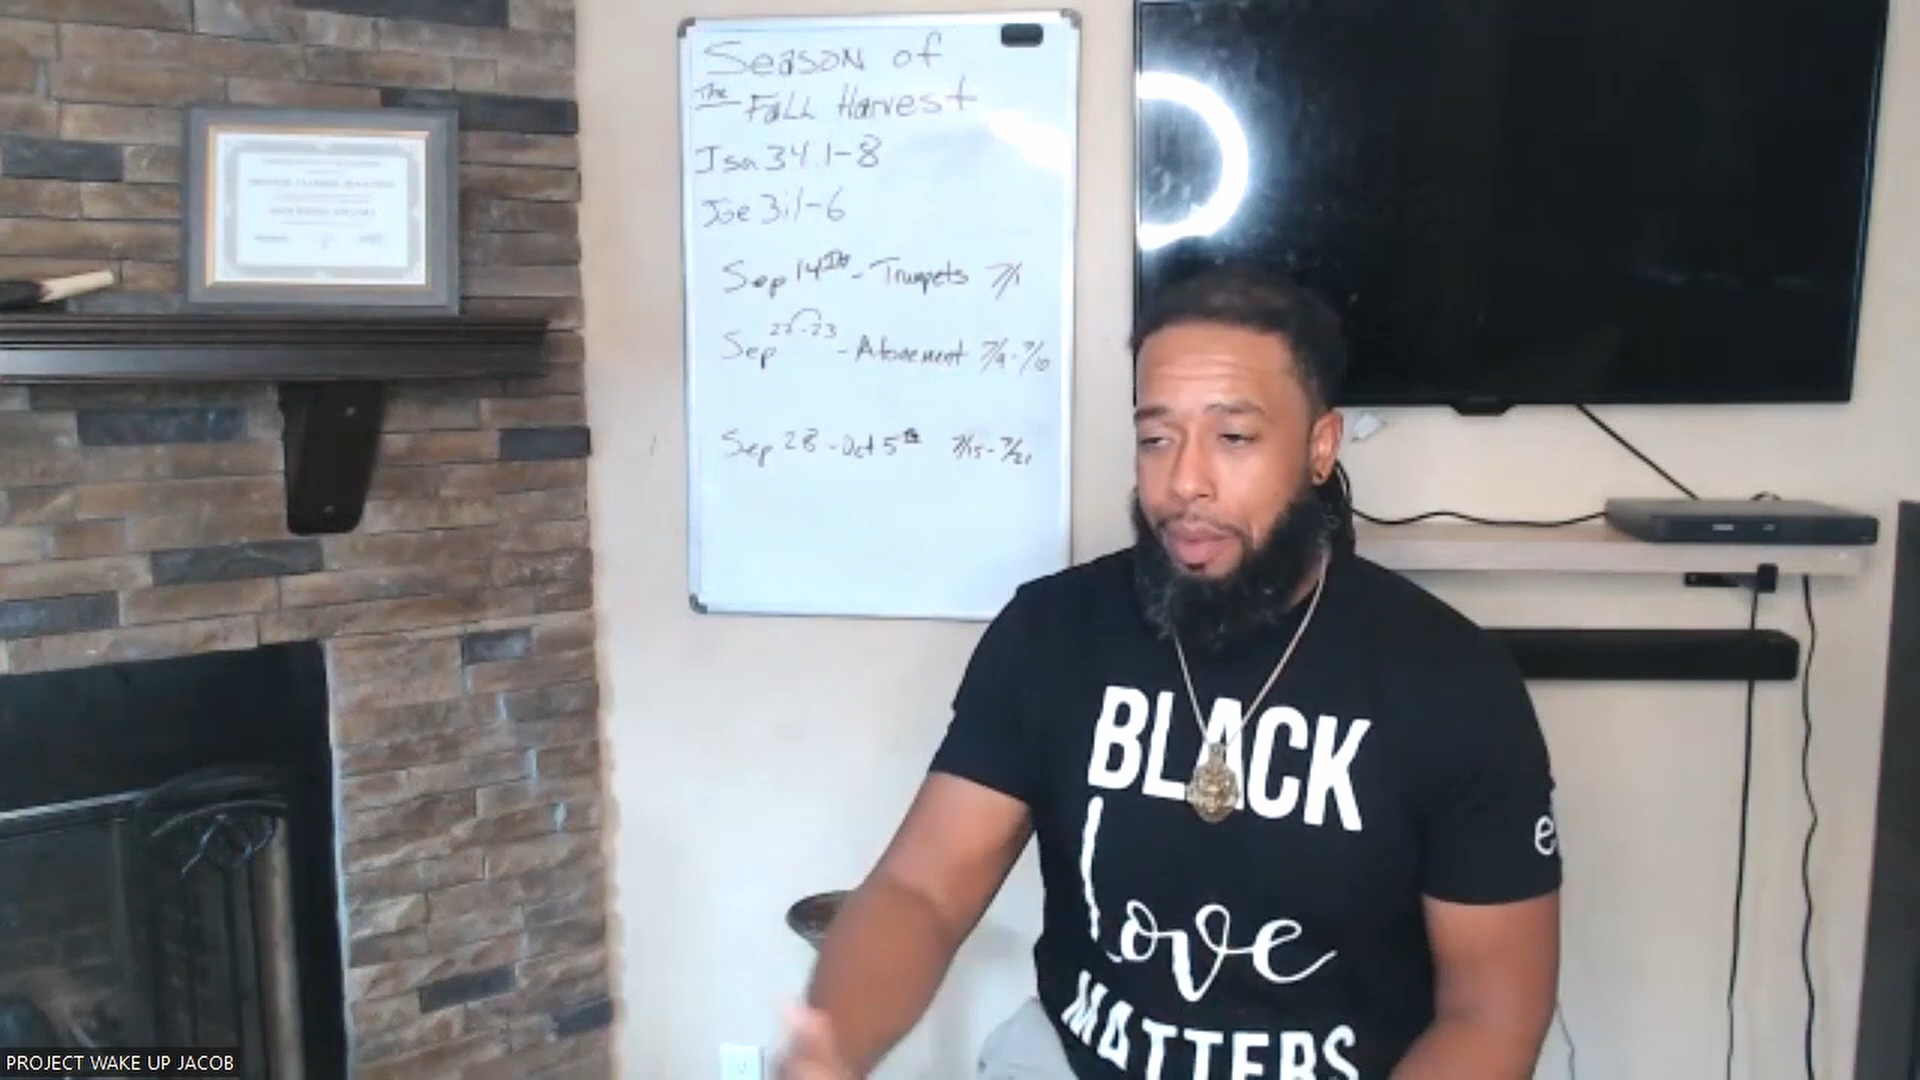 Season of
The Fall Harvest
Isa 34:1-8
Joe 3:1-6
Sep 14th - Trumpets 7/1
Sep 22-23 - Atonement 7/9-7/10
Sep 28-Oct 5th 7/15-7/21
BLACK
Love
MATTERS
e
PROJECT WAKE UP JACOB